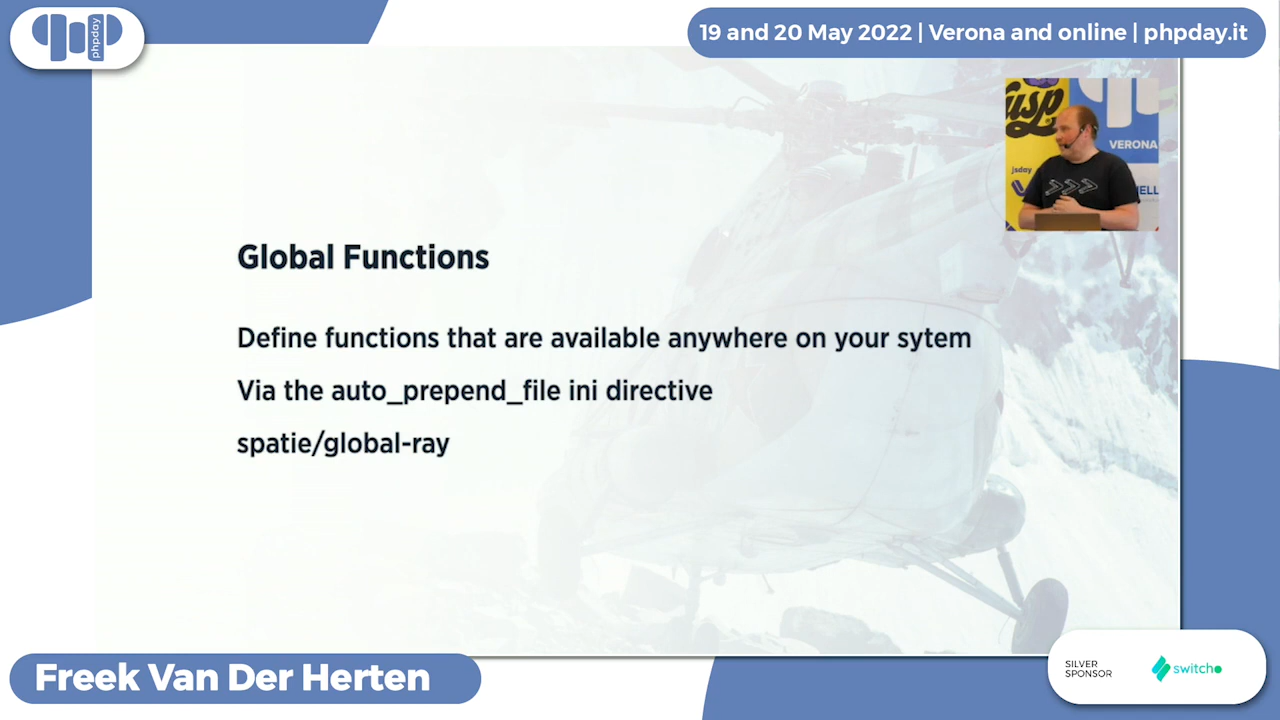 phpday
19 and 20 May 2022 | Verona and online | phpday.it
usp
VERONA
jsday
ELL
Global Functions
Define functions that are available anywhere on your sytem
Via the auto_prepend_file ini directive
spatie/global-ray
Freek Van Der Herten
SILVER
SPONSOR
switcho